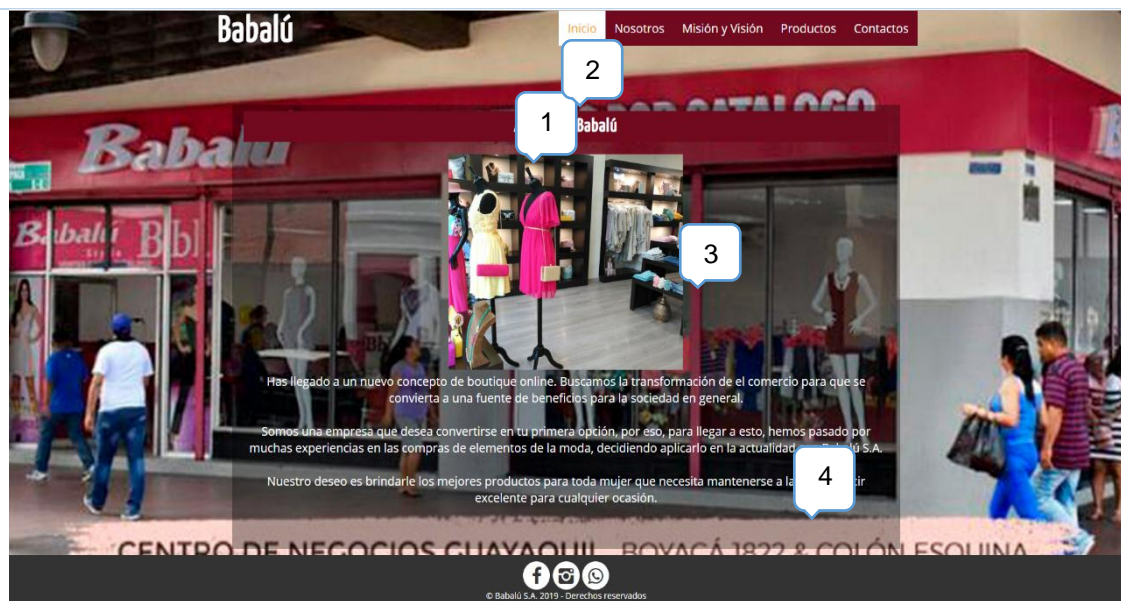 Babalú
Inicio Nosotros Misión y Visión Productos Contactos
2
POR CATALOGO
1
Babalú
Babalú
Babalú
3
Has llegado a un nuevo concepto de boutique online. Buscamos la transformación de el comercio para que se
convierta a una fuente de beneficios para la sociedad en general.
Somos una empresa que desea convertirse en tu primera opción, por eso, para llegar a esto, hemos pasado por
muchas experiencias en las compras de elementos de la moda, decidiendo aplicarlo en la actualidad S.A.
4
Nuestro deseo es brindarle los mejores productos para toda mujer que necesita mantenerse a la
excelente para cualquier ocasión.
CENTRO DE NEGOCIOS GUAYAQUIL BOYACÁ 1822 & COLÓN ESQUINA
© Babalú S.A. 2019 - Derechos reservados